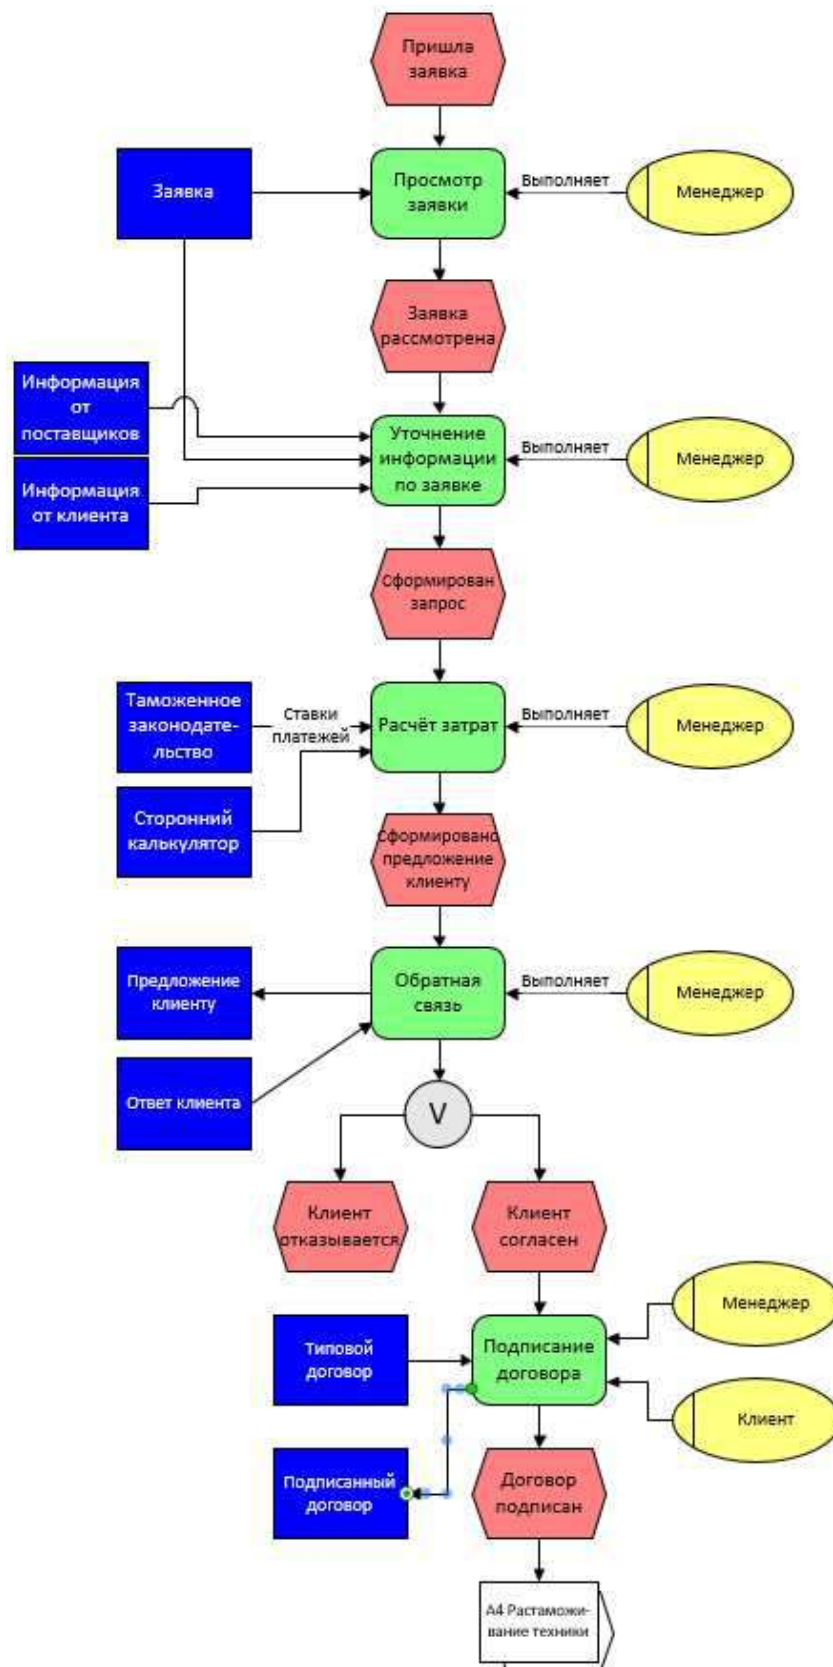 Пришла
заявка
Заявка
Просмотр
заявки
Выполняет
Менеджер
Заявка
рассмотрена
Информация
от
поставщиков
Информация
от клиента
Уточнение
информации
по заявке
Выполняет
Менеджер
Сформирован
запрос
Таможенное
законодатe-
льство
Ставки
платежей
Расчёт затрат
Выполняет
Менеджер
Сторонний
калькулятор
Сформировано
предложение
клиенту
Предложение
клиенту
Обратная
связь
Выполняет
Менеджер
Ответ клиента
V
Клиент
отказывается
Клиент
согласен
Типовой
договор
Подписание
договора
Менеджер
Клиент
Подписанный
договор
Договор
подписан
А4 Растаможи-
вание техники